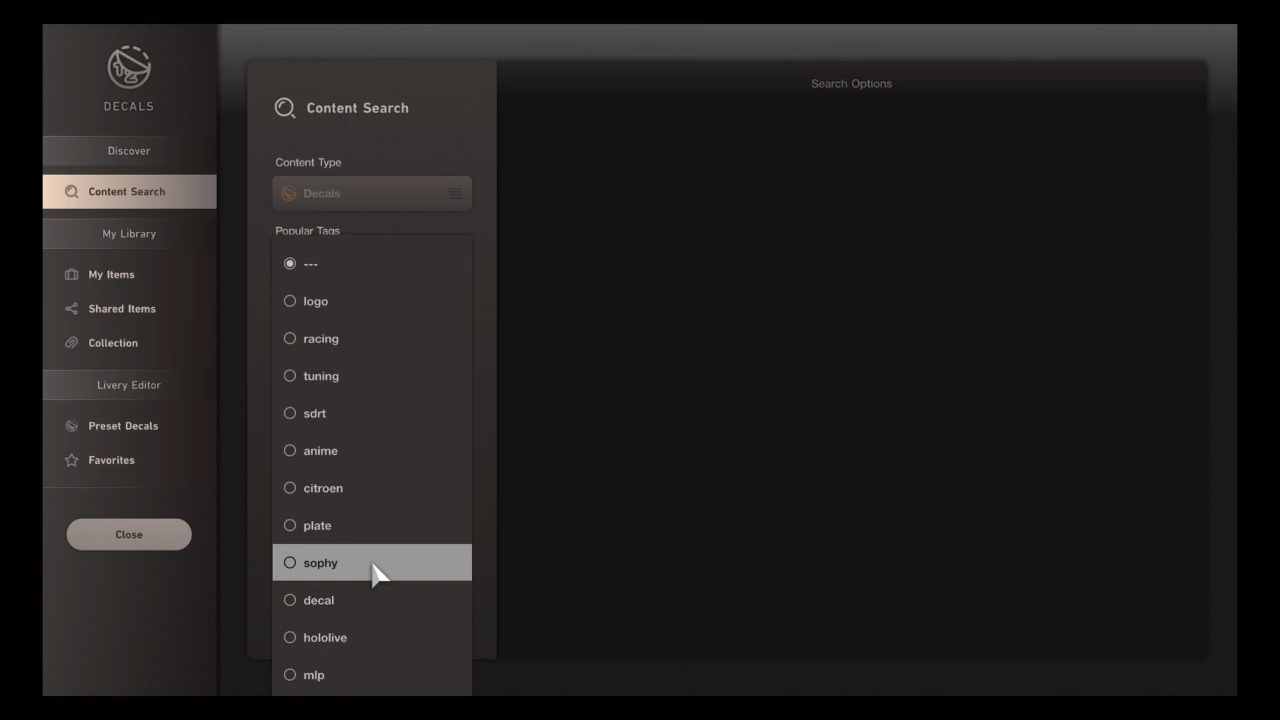 DECALS
Discover
Content Search
My Library
My Items
Shared Items
Collection
Livery Editor
Preset Decals
Favorites
Close
Content Search
Content Type
Decals
Popular Tags
---
logo
racing
tuning
sdrt
anime
citroen
plate
sophy
decal
hololive
mlp
Search Options